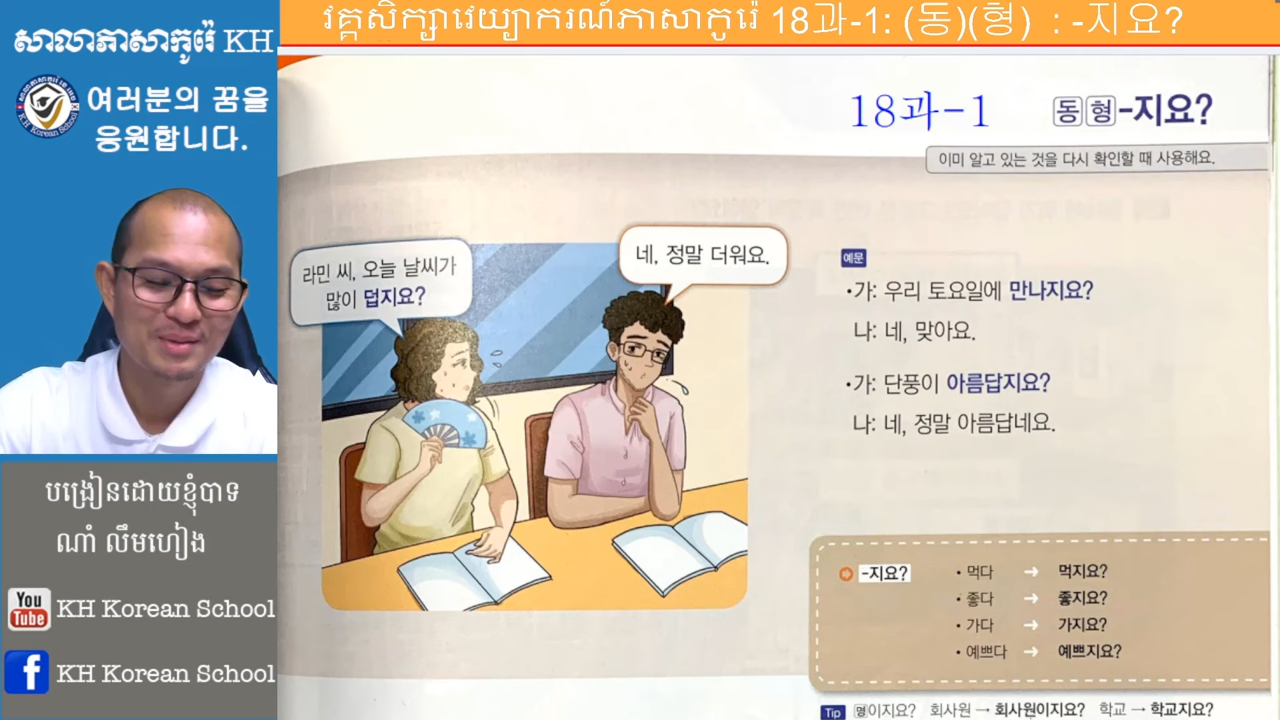 សាលាភាសាកូរ៉េ KH
여러분의 꿈을
응원합니다.
វគ្គសិក្សាវេយ្យាករណ៍ភាសាកូរ៉េ 18과-1: (동)(형) : -지요?
18과-1
동 형 -지요?
이미 알고 있는 것을 다시 확인할 때 사용해요.
라민 씨, 오늘 날씨가
많이 덥지요?
네, 정말 더워요.
예문
•가: 우리 토요일에 만나지요?
나: 네, 맞아요.
•가: 단풍이 아름답지요?
나: 네, 정말 아름답네요.
-지요?
• 먹다 → 먹지요?
• 좋다 → 좋지요?
• 가다 → 가지요?
• 예쁘다 → 예쁘지요?
Tip 명이지요? 회사원 → 회사원이지요? 학교 → 학교지요?
បង្រៀនដោយខ្ញុំបាទ
ណាំ លឹមហៀង
You Tube KH Korean School
f KH Korean School